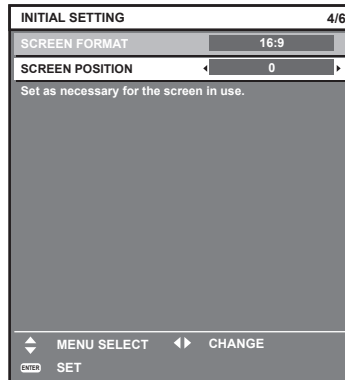 INITIAL SETTING 4/6
SCREEN FORMAT 16:9
SCREEN POSITION 0
Set as necessary for the screen in use.
MENU SELECT CHANGE
ENTER SET